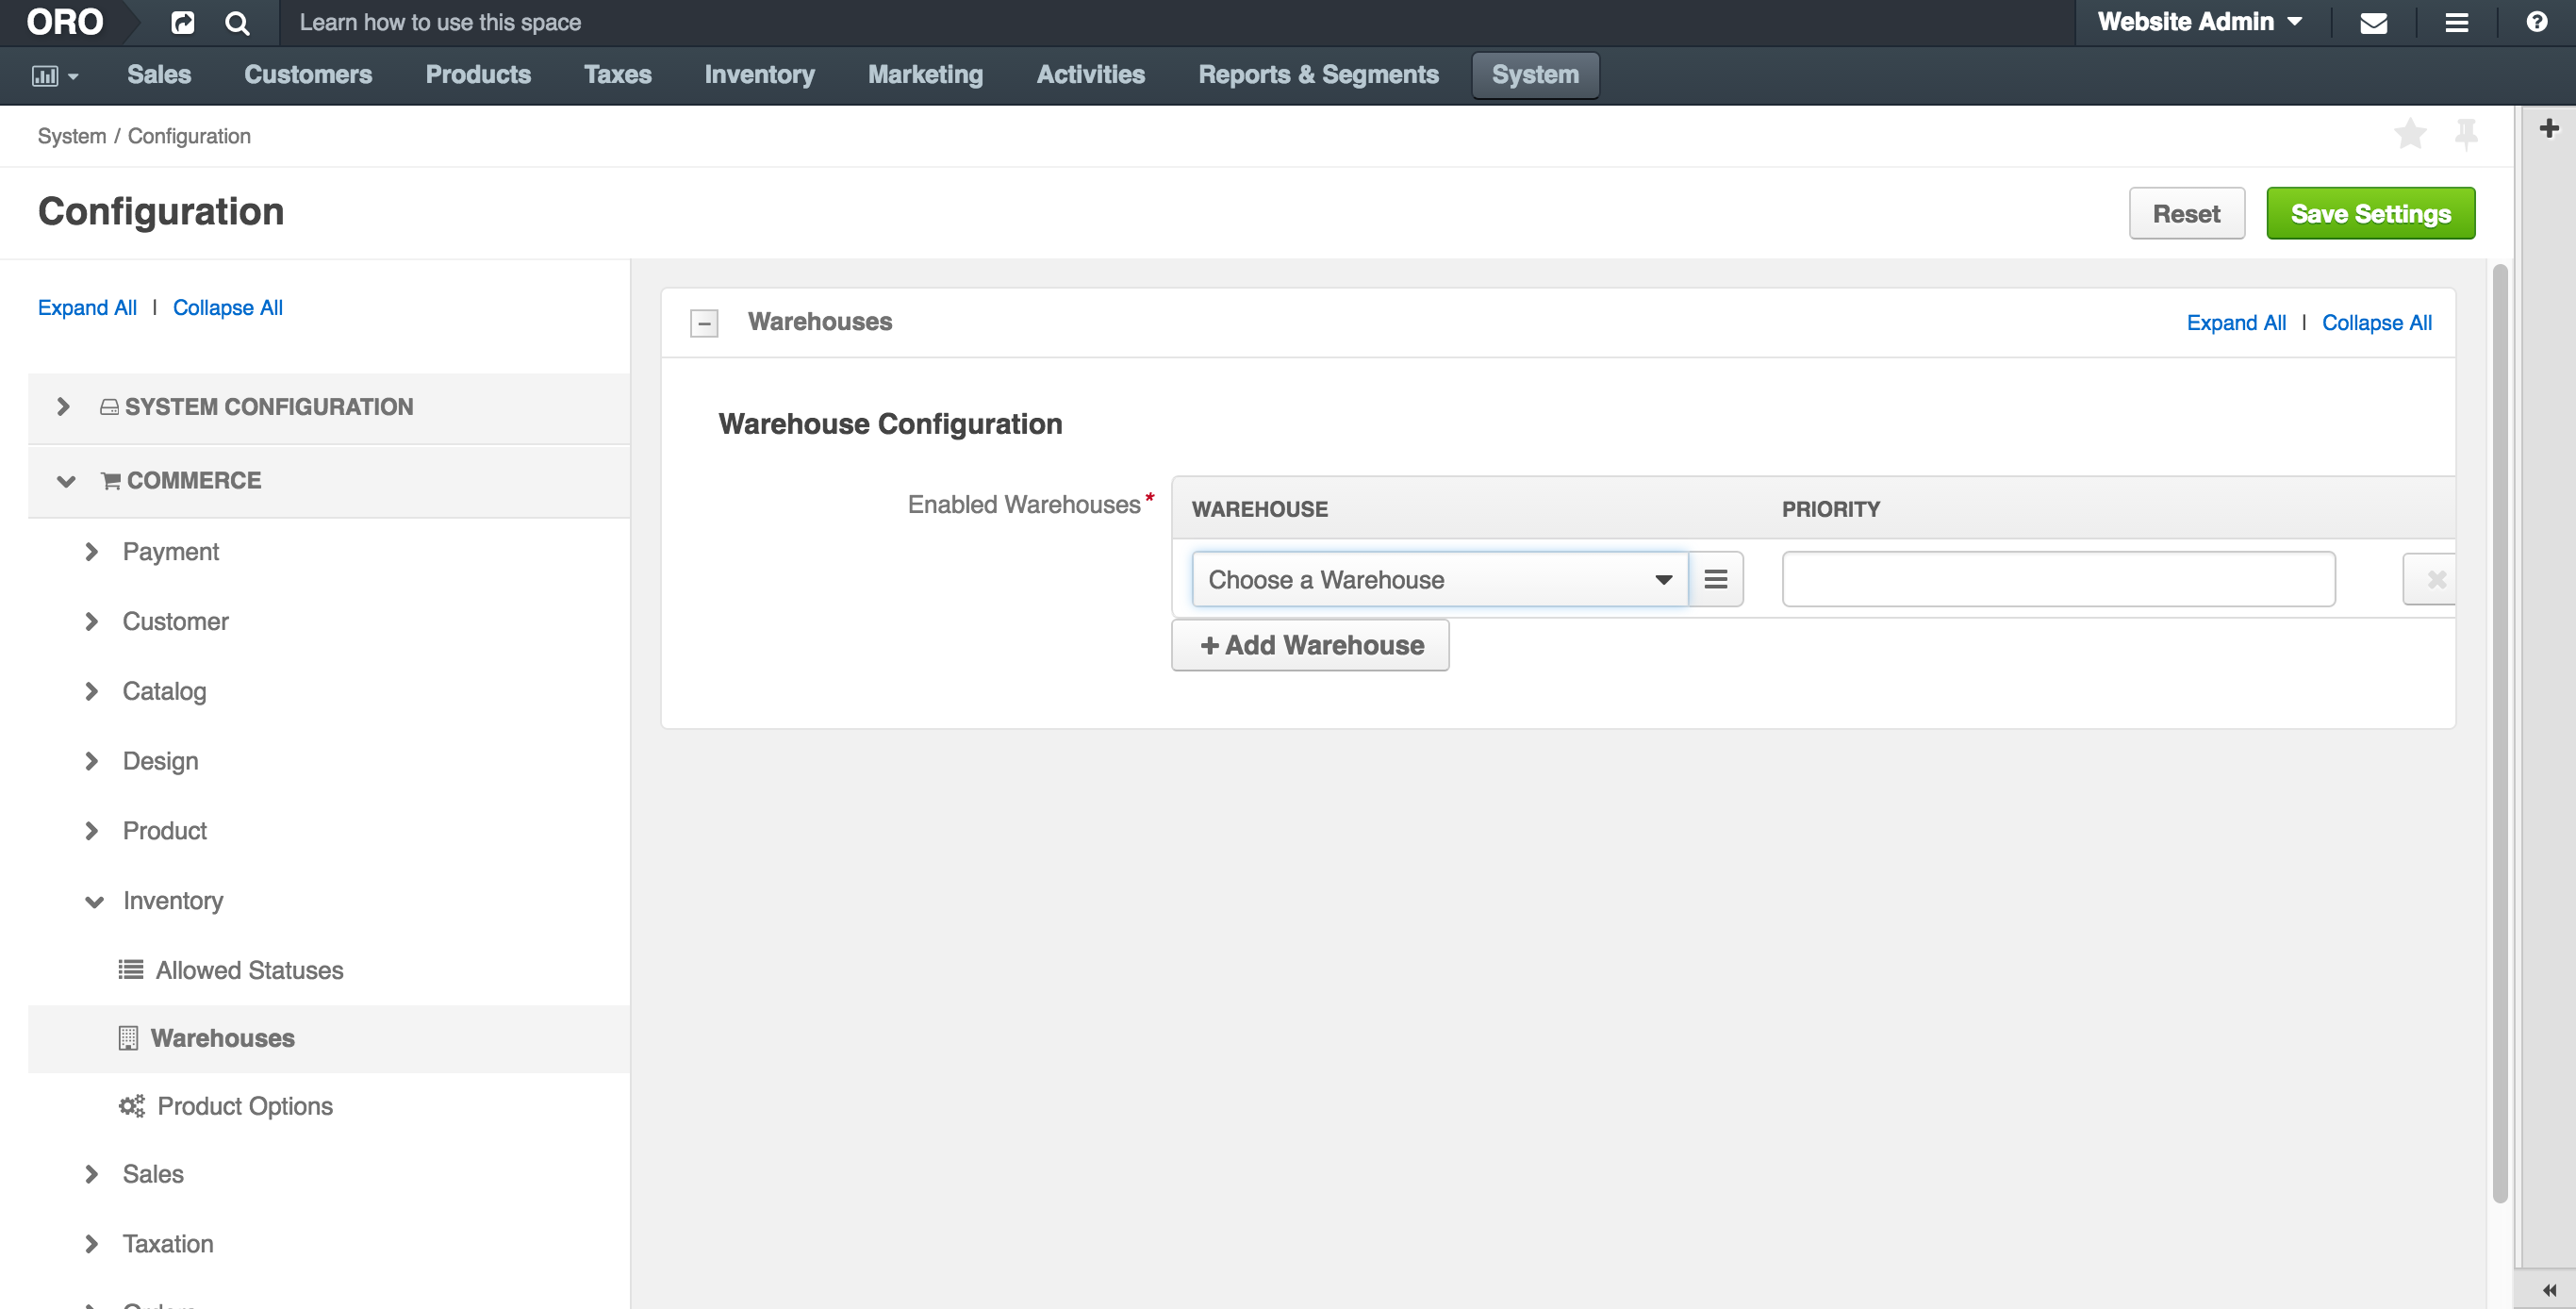 ORO
Learn how to use this space
Website Admin
Sales
Customers
Products
Taxes
Inventory
Marketing
Activities
Reports & Segments
System
System / Configuration
Configuration
Reset
Save Settings
Expand All | Collapse All
SYSTEM CONFIGURATION
COMMERCE
Payment
Customer
Catalog
Design
Product
Inventory
Allowed Statuses
Warehouses
Product Options
Sales
Taxation
Warehouses
Expand All | Collapse All
Warehouse Configuration
Enabled Warehouses*
WAREHOUSE
PRIORITY
Choose a Warehouse
+ Add Warehouse